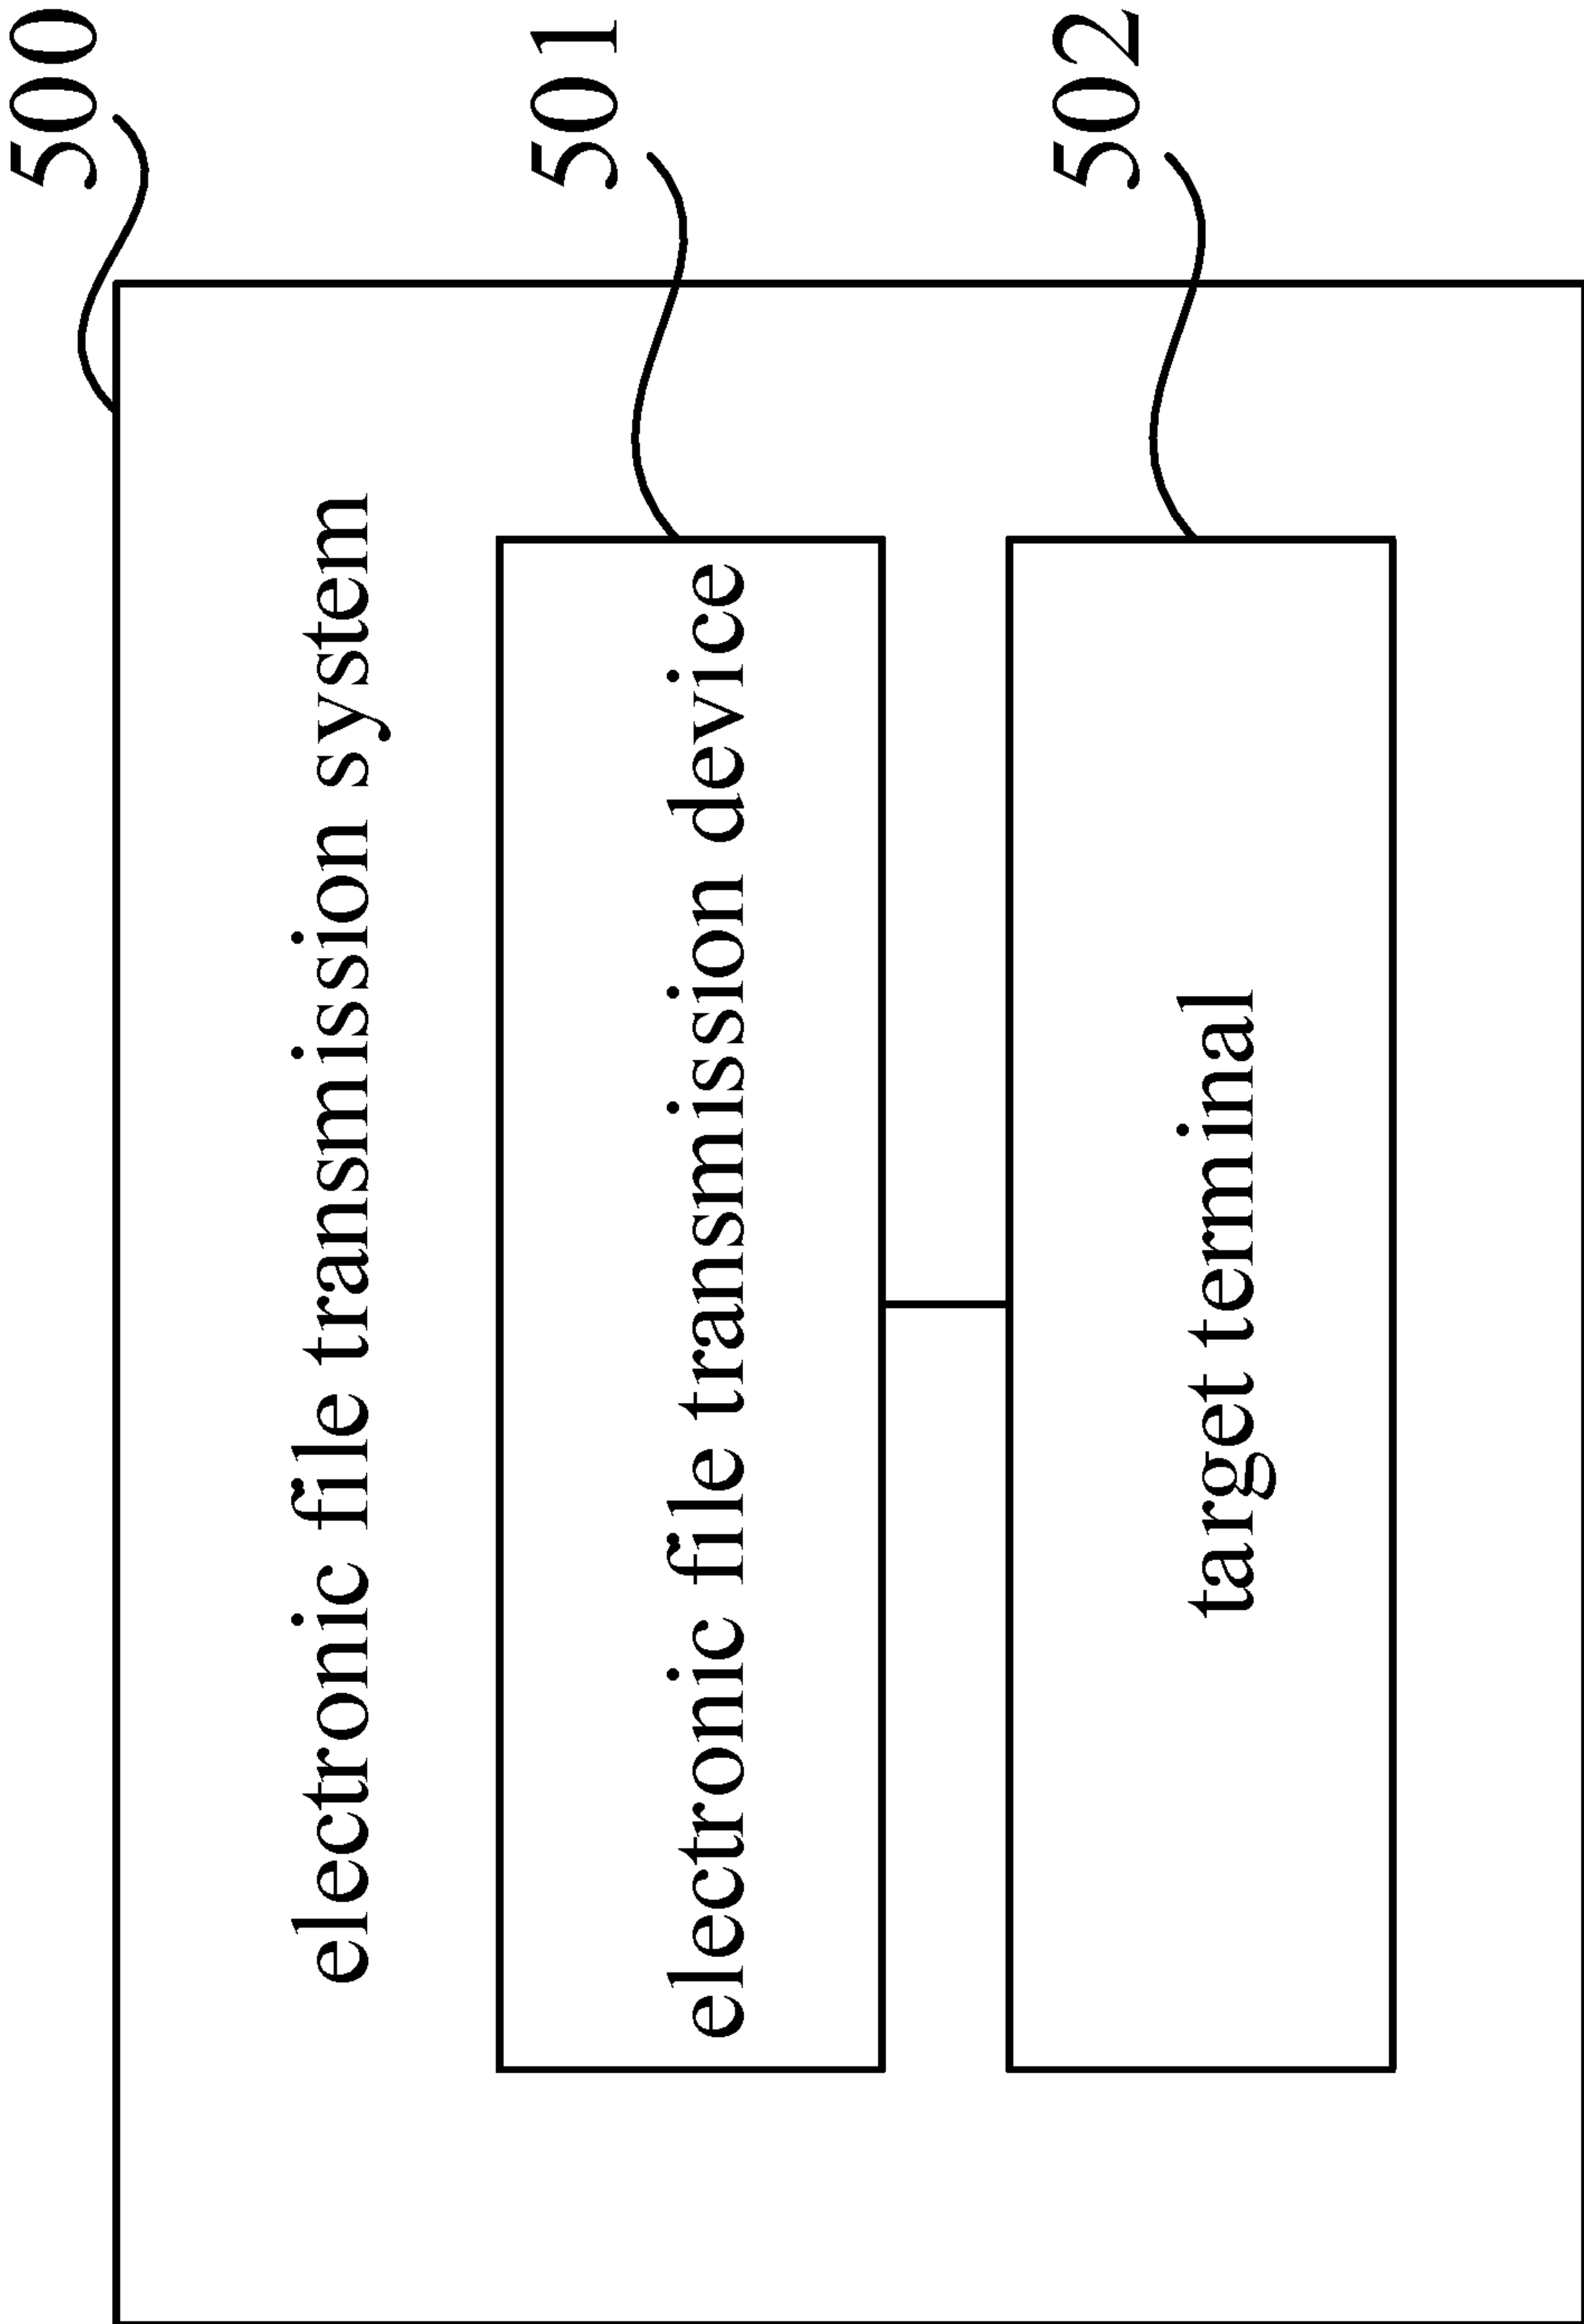 500
electronic file transmission system
501
electronic file transmission device
502
target terminal